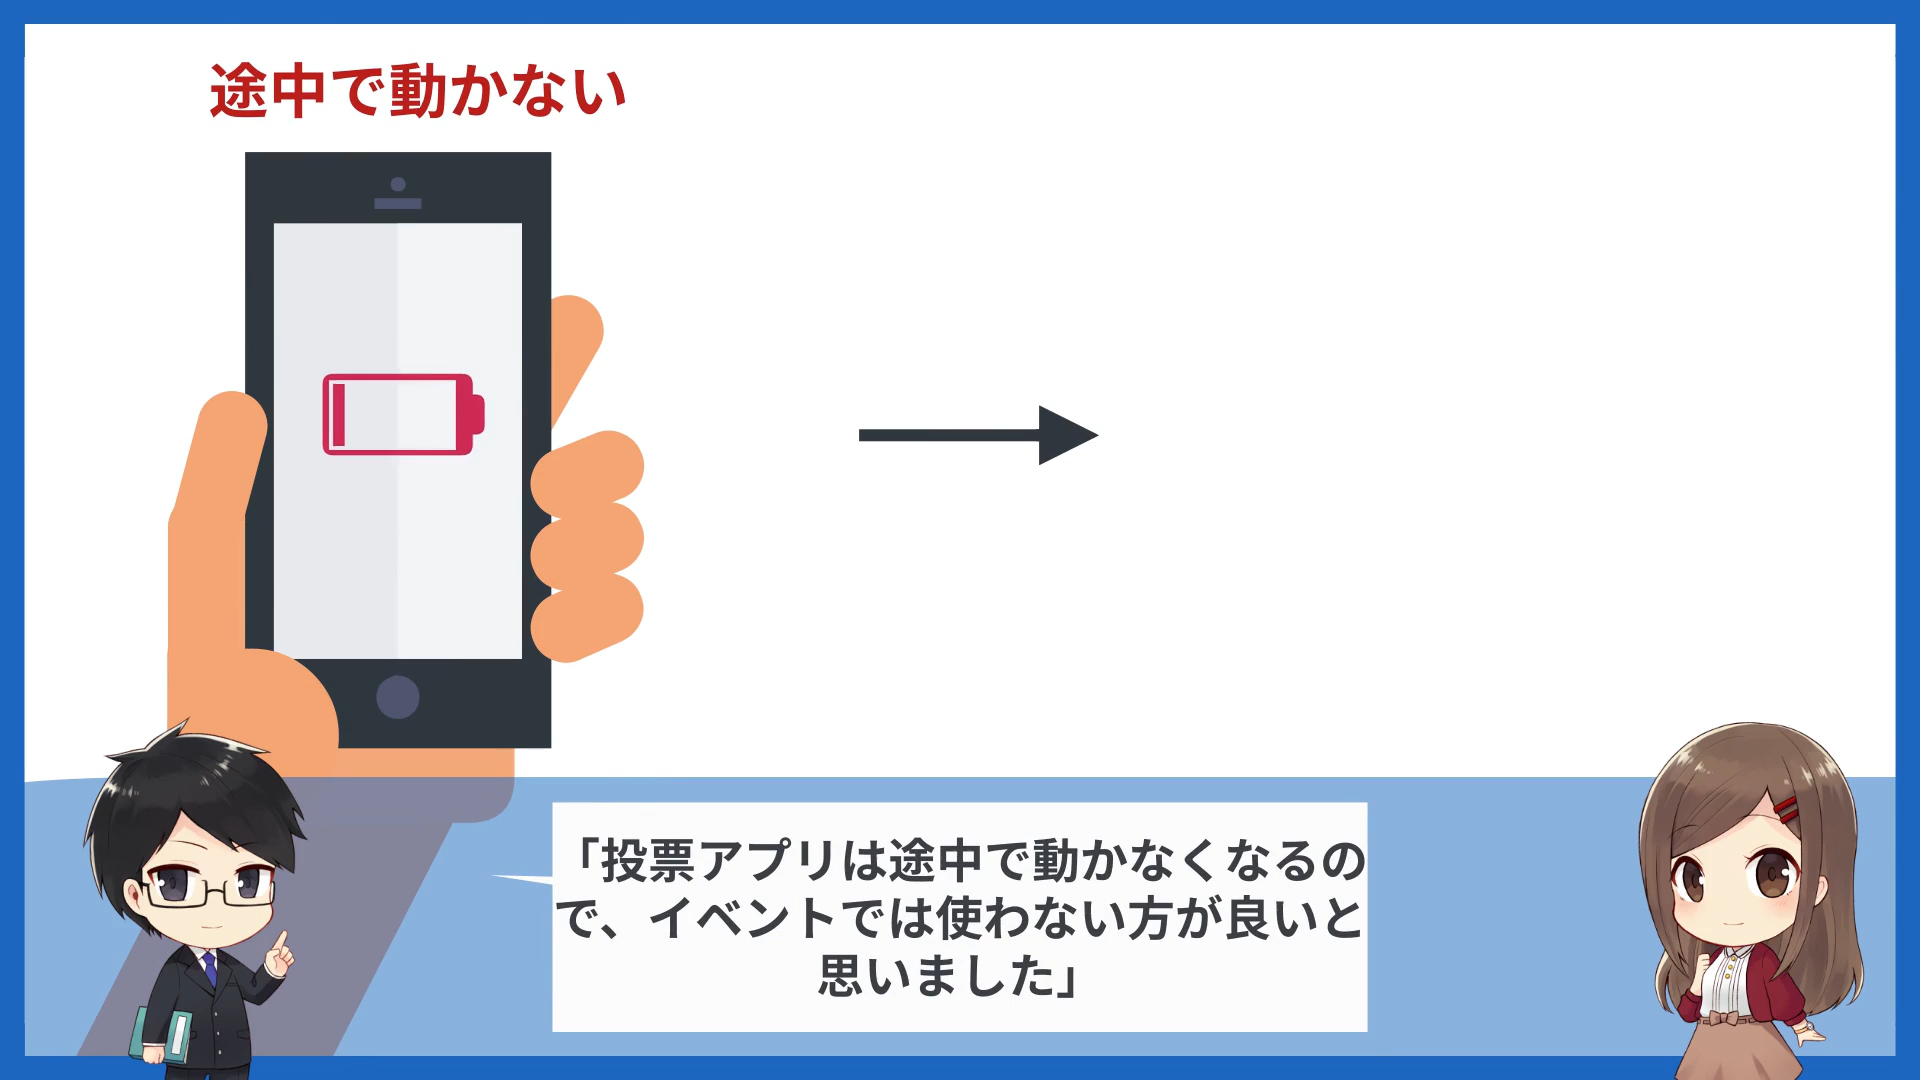 途中で動かない
「投票アプリは途中で動かなくなるの
で、イベントでは使わない方が良いと
思いました」